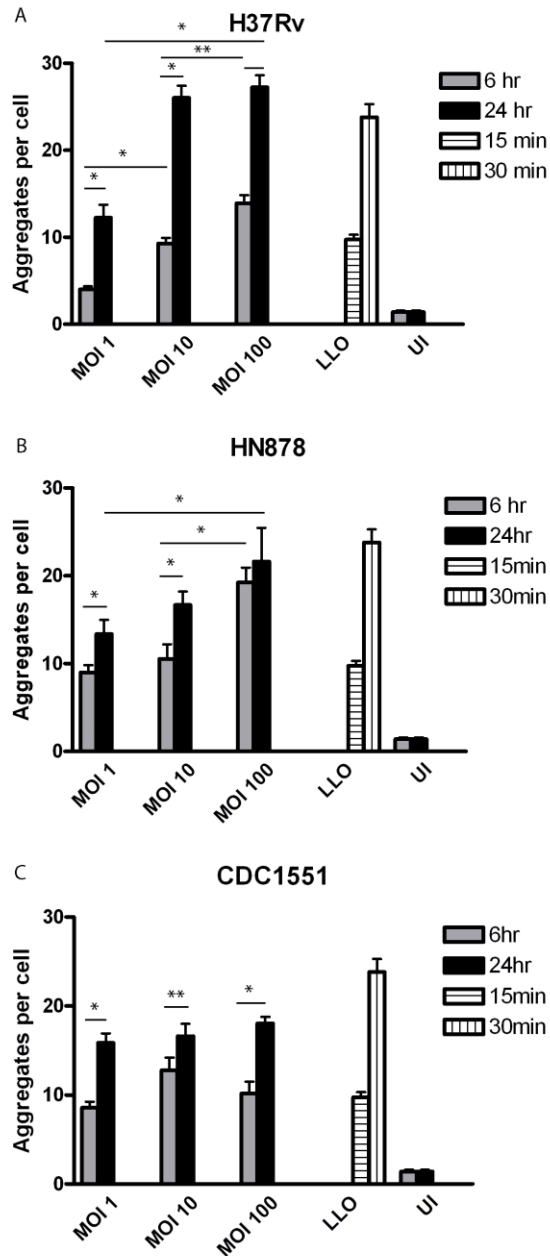 A
H37Rv
*
**
*
*
*
6 hr
24 hr
15 min
30 min
Aggregates per cell
30
20
10
0
MOI 1
MOI 10
MOI 100
LLO
UI
B
HN878
*
*
*
*
6 hr
24hr
15min
30min
Aggregates per cell
30
20
10
0
MOI 1
MOI 10
MOI 100
LLO
UI
C
CDC1551
*
**
*
6hr
24hr
15min
30min
Aggregates per cell
30
20
10
0
MOI 1
MOI 10
MOI 100
LLO
UI